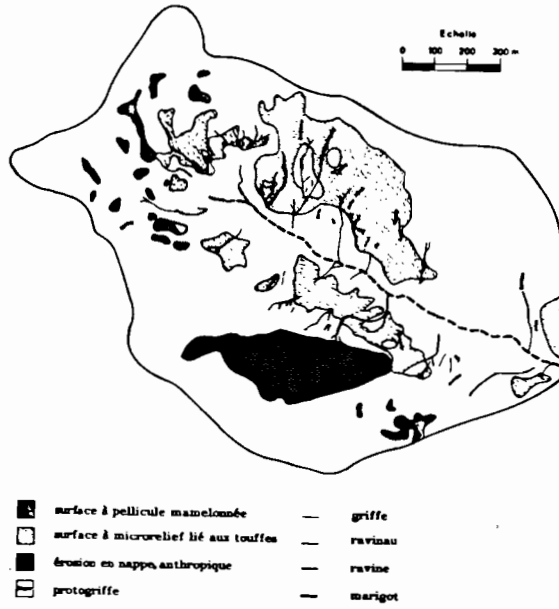 Echelle
0 100 200 300 m
surface à pellicule mamelonnée
surface à microrelief lié aux touffes
érosion en nappe, anthropique
protogriffe
griffe
ravinau
ravine
marigot